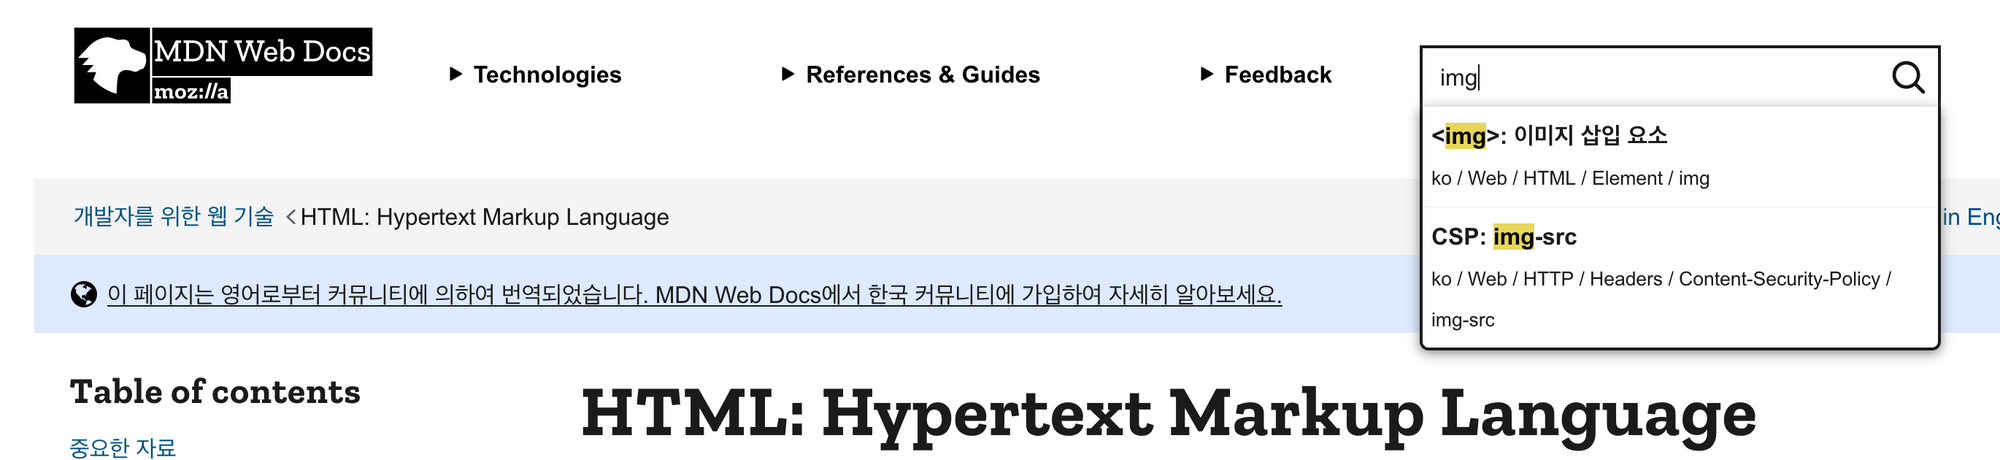 MDN Web Docs
moz://a
Technologies
References & Guides
Feedback
img
<img>: 이미지 삽입 요소
ko / Web / HTML / Element / img
CSP: img-src
ko / Web / HTTP / Headers / Content-Security-Policy /
img-src
개발자를 위한 웹 기술
HTML: Hypertext Markup Language
in Eng
이 페이지는 영어로부터 커뮤니티에 의하여 번역되었습니다. MDN Web Docs에서 한국 커뮤니티에 가입하여 자세히 알아보세요.
Table of contents
중요한 자료
HTML: Hypertext Markup Language